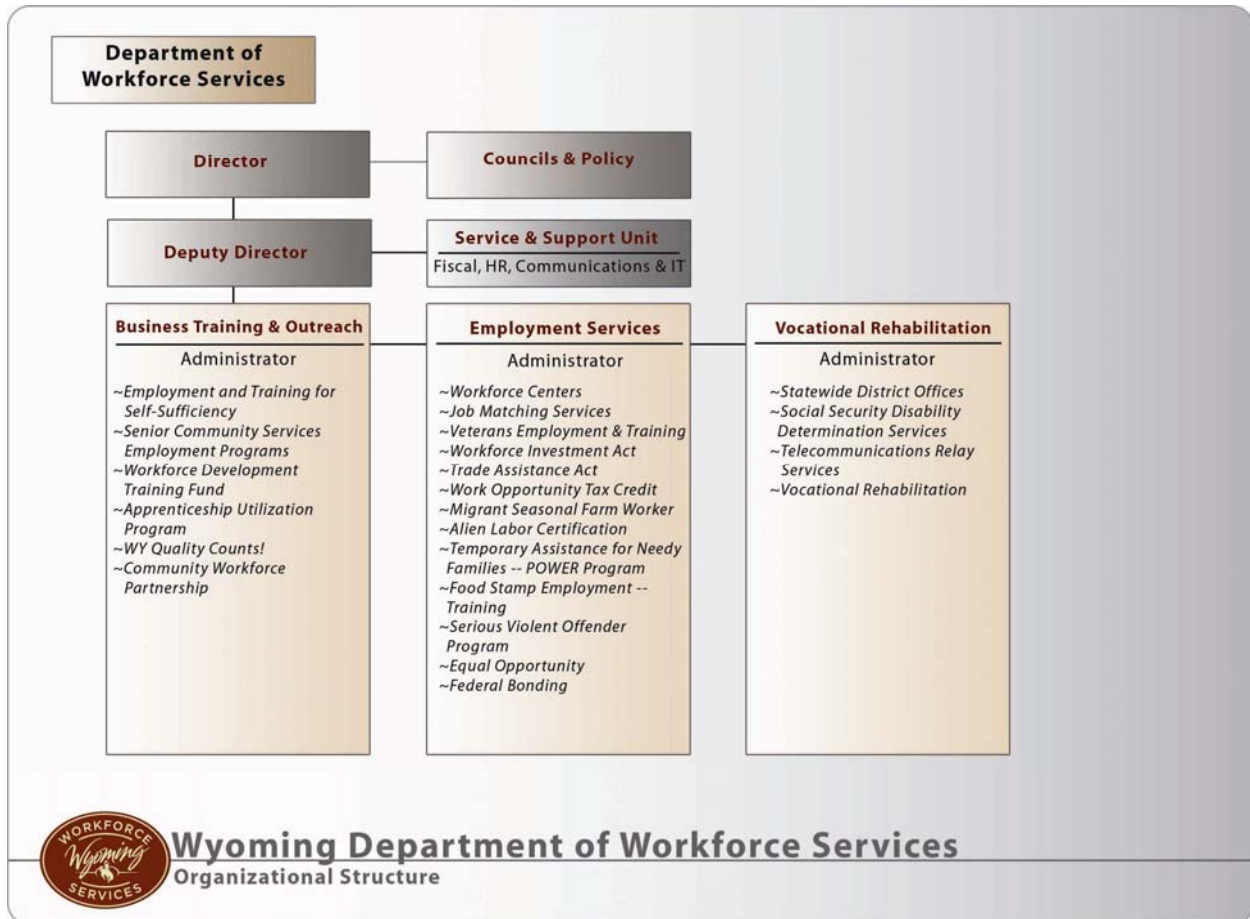 Department of
Workforce Services
Director
Councils & Policy
Deputy Director
Service & Support Unit
Fiscal, HR, Communications & IT
Business Training & Outreach
Administrator
~Employment and Training for
Self-Sufficiency
~Senior Community Services
Employment Programs
~Workforce Development
Training Fund
~Apprenticeship Utilization
Program
~WY Quality Counts!
~Community Workforce
Partnership
Employment Services
Administrator
~Workforce Centers
~Job Matching Services
~Veterans Employment & Training
~Workforce Investment Act
~Trade Assistance Act
~Work Opportunity Tax Credit
~Migrant Seasonal Farm Worker
~Alien Labor Certification
~Temporary Assistance for Needy
Families -- POWER Program
~Food Stamp Employment --
Training
~Serious Violent Offender
Program
~Equal Opportunity
~Federal Bonding
Vocational Rehabilitation
Administrator
~Statewide District Offices
~Social Security Disability
Determination Services
~Telecommunications Relay
Services
~Vocational Rehabilitation
WORKFORCE
Wyoming
SERVICES
Wyoming Department of Workforce Services
Organizational Structure